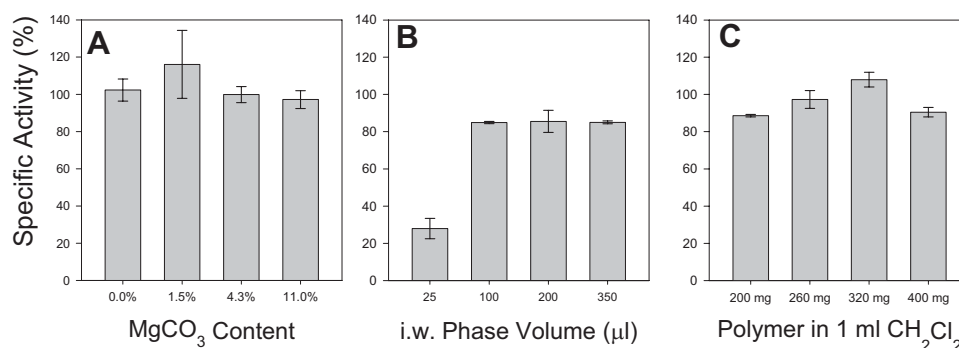 A
B
C
Specific Activity (%)
140
120
100
80
60
40
20
0
0.0%
1.5%
4.3%
11.0%
MgCO3 Content
140
120
100
80
60
40
20
0
25
100
200
350
i.w. Phase Volume (μl)
140
120
100
80
60
40
20
0
200 mg
260 mg
320 mg
400 mg
Polymer in 1 ml CH2Cl2